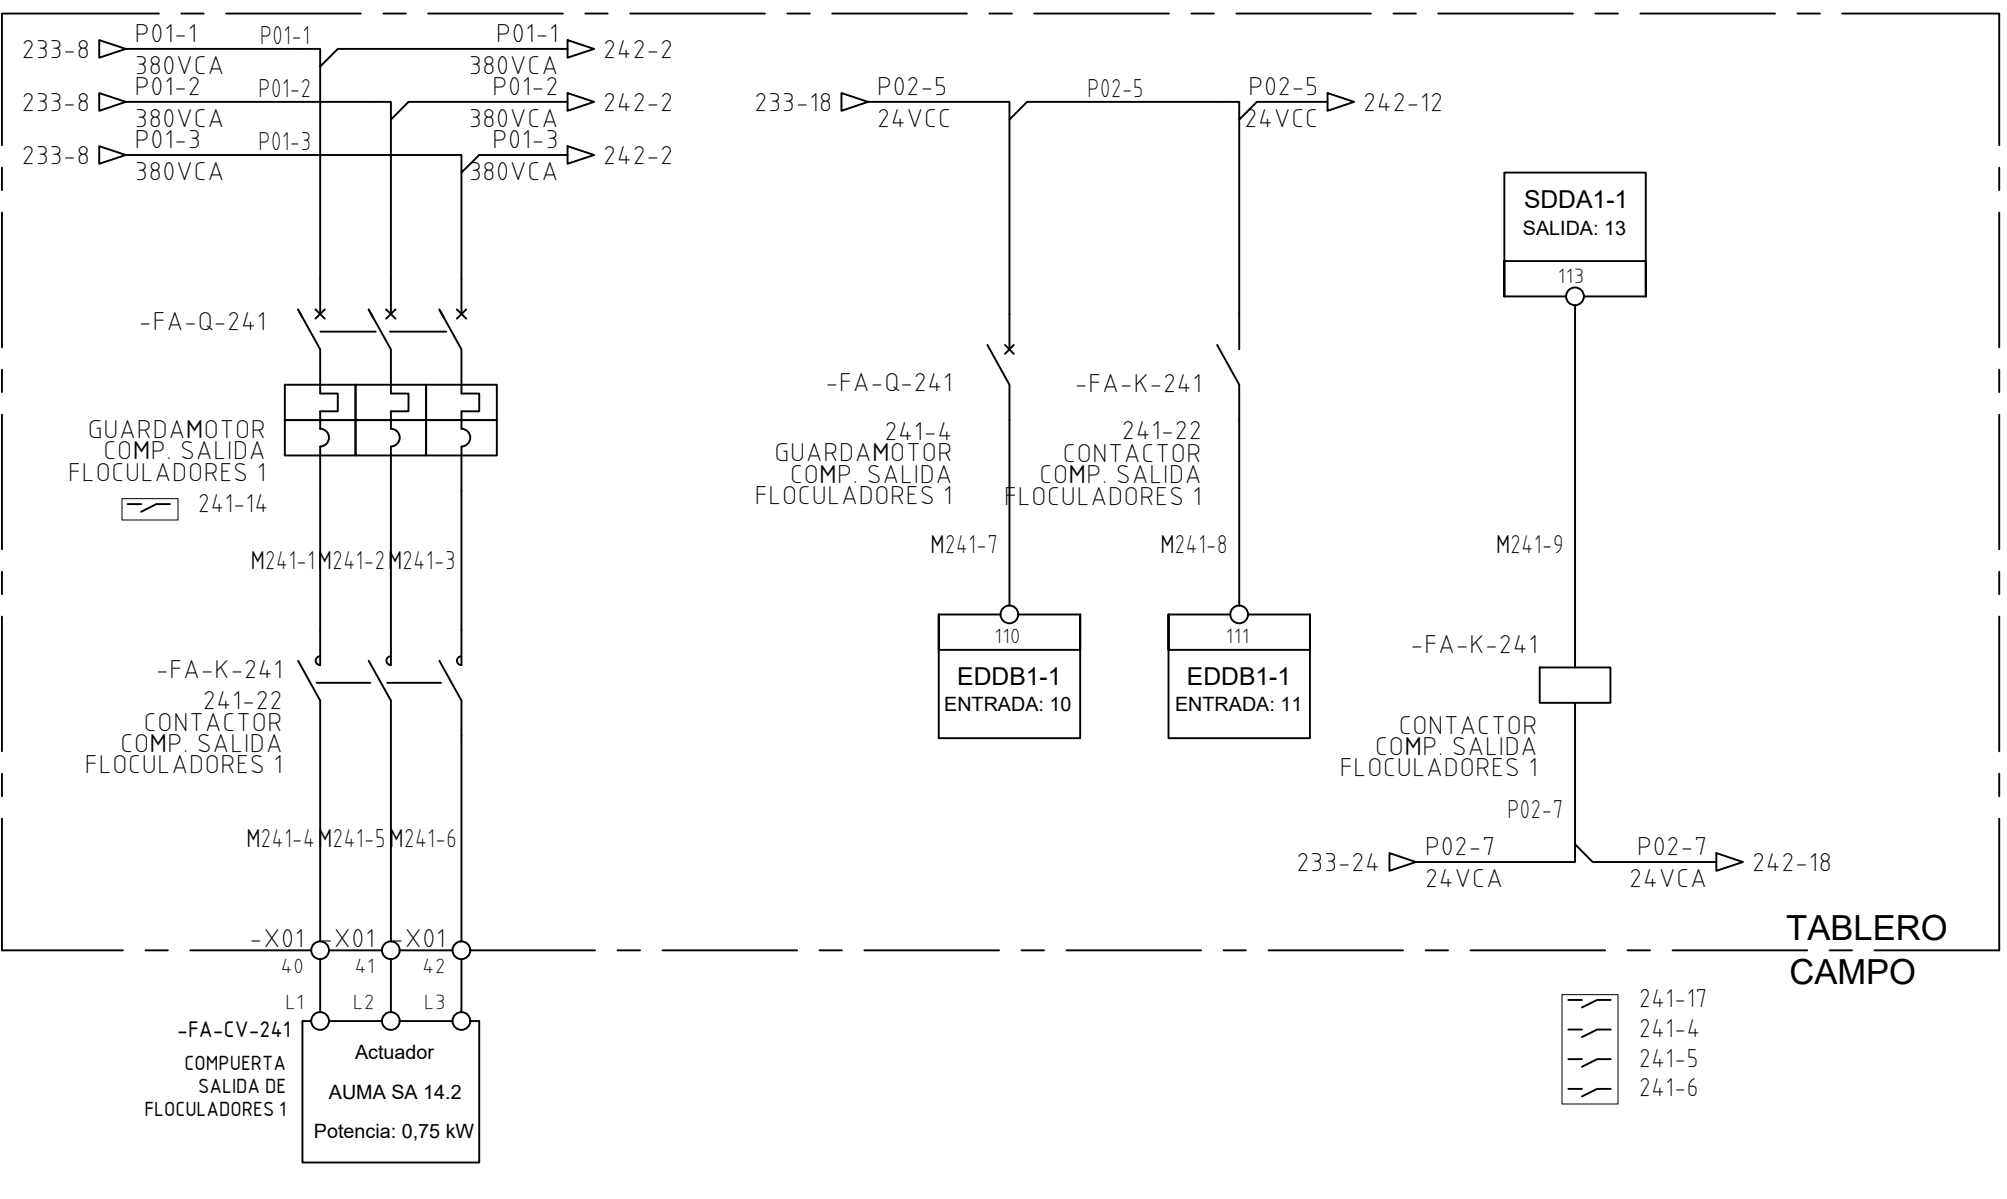 233-8 P01-1 P01-1 P01-1 242-2
380VCA 380VCA
233-8 P01-2 P01-2 P01-2 242-2
380VCA 380VCA
233-8 P01-3 P01-3 P01-3 242-2
380VCA 380VCA
-FA-Q-241
GUARDAMOTOR
COMP. SALIDA
FLOCULADORES 1
241-14
M241-1 M241-2 M241-3
-FA-K-241
241-22
CONTACTOR
COMP. SALIDA
FLOCULADORES 1
M241-4 M241-5 M241-6
-X01 -X01 -X01
40 41 42
L1 L2 L3
-FA-CV-241
COMPUERTA
SALIDA DE
FLOCULADORES 1
Actuador
AUMA SA 14.2
Potencia: 0,75 kW
233-18 P02-5 P02-5 P02-5 242-12
24VCC 24VCC
-FA-Q-241
241-4
GUARDAMOTOR
COMP. SALIDA
FLOCULADORES 1
M241-7
110
EDDB1-1
ENTRADA: 10
-FA-K-241
241-22
CONTACTOR
COMP. SALIDA
FLOCULADORES 1
M241-8
111
EDDB1-1
ENTRADA: 11
SDDA1-1
SALIDA: 13
113
M241-9
-FA-K-241
CONTACTOR
COMP. SALIDA
FLOCULADORES 1
P02-7
233-24 P02-7 P02-7 242-18
24VCA 24VCA
TABLERO
CAMPO
241-17
241-4
241-5
241-6